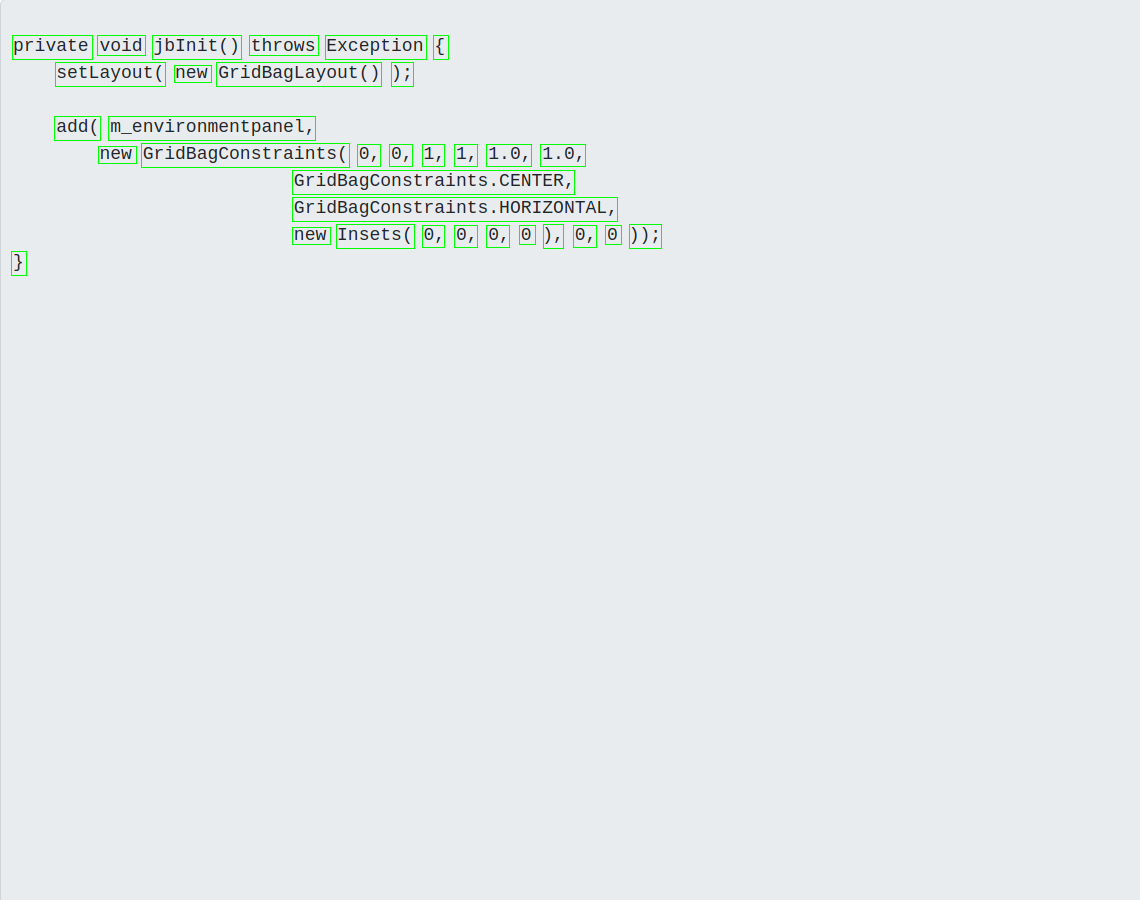 private void jbInit() throws Exception {
    setLayout( new GridBagLayout() );

    add( m_environmentpanel,
        new GridBagConstraints( 0, 0, 1, 1, 1.0, 1.0,
                          GridBagConstraints.CENTER,
                          GridBagConstraints.HORIZONTAL,
                          new Insets( 0, 0, 0, 0 ), 0, 0 ));
}